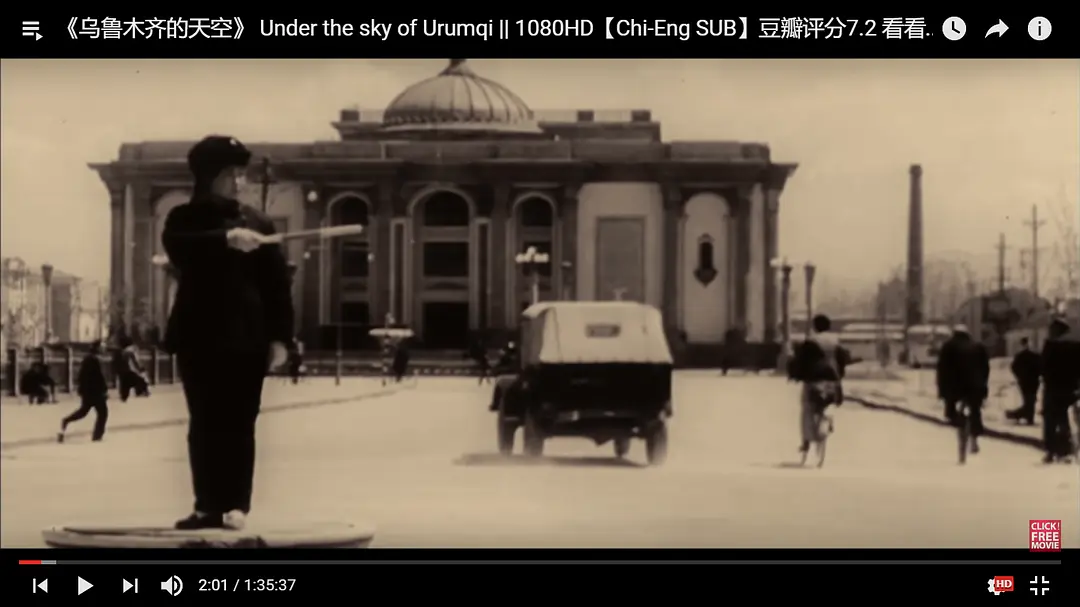 《乌鲁木齐的天空》 Under the sky of Urumqi || 1080HD【Chi-Eng SUB】豆瓣评分7.2 看看..
CLICK!
FREE
MOVIE
2:01 / 1:35:37
HD